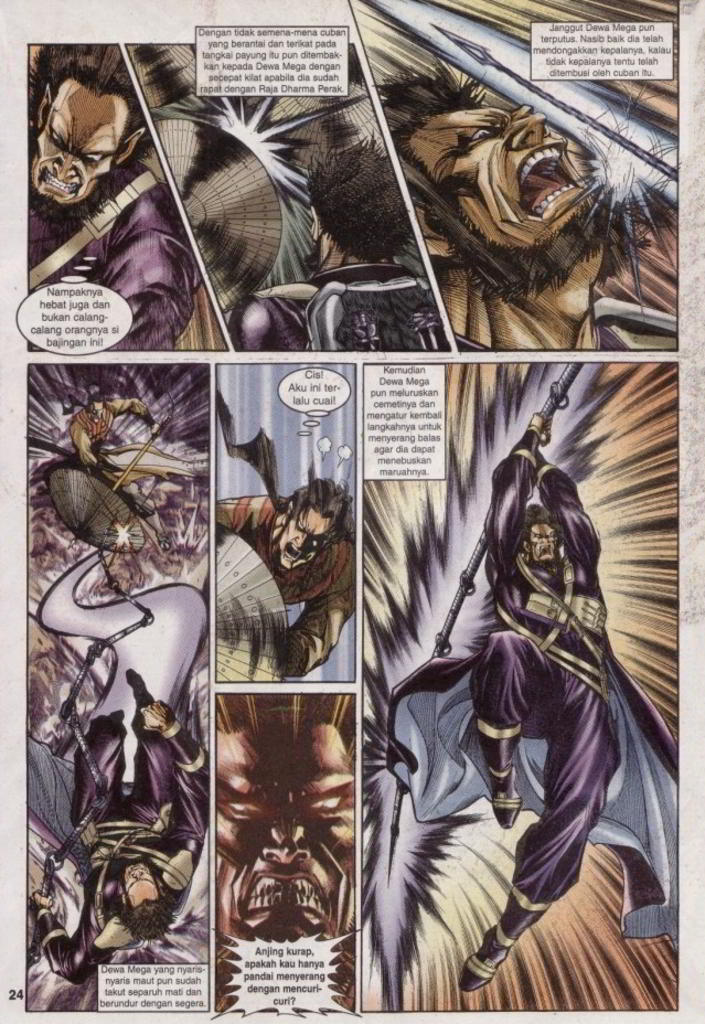 Dengan tidak semena-mena cuban
yang berantai dan terikat pada
tangkai payung itu pun ditembak-
kan kepada Dewa Mega dengan
secepat kilat apabila dia sudah
rapat dengan Raja Dharma Perak.
Janggut Dewa Mega pun
terputus. Nasib baik dia telah
mendongakkan kepalanya, kalau
tidak kepalanya tentu telah
ditembusi oleh cuban itu.
Nampaknya
hebat juga dan
bukan calang-
calang orangnya si
bajingan ini!
Cis!
Aku ini ter-
lalu cuai!
Kemudian
Dewa Mega
pun meluruskan
cemetinya dan
mengatur kembali
langkahnya untuk
menyerang balas
agar dia dapat
menebuskan
maruahnya.
Dewa Mega yang nyaris-
nyaris maut pun sudah
takut separuh mati dan
berundur dengan segera.
Anjing kurap,
apakah kau hanya
pandai menyerang
dengan mencuri-
curi?
24